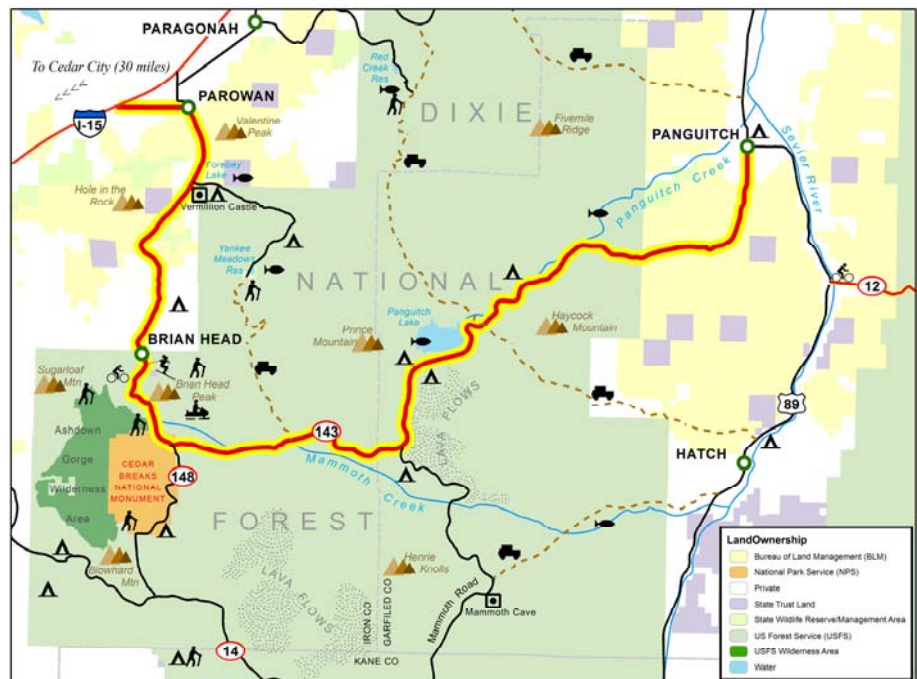 PARAGONAH
To Cedar City (30 miles)
PAROWAN
I-15
Valentine
Peak
Red
Creek
Res
DIXIE
Fivemile
Ridge
PANGUITCH
Sevier River
Panguitch Creek
Forebay
Lake
Hole in the
Rock
Vermillion Castle
Yankee
Meadows
Res
NATIONAL
12
Panguitch
Lake
Haycock
Mountain
Prince
Mountain
BRIAN HEAD
Sugarloaf
Mtn
Brian Head
Peak
LAVA
FLOWS
89
Ashdown
Gorge
Wilderness
Area
CEDAR
BREAKS
NATIONAL
MONUMENT
143
148
Mammoth Creek
HATCH
FOREST
Blowhard
Mtn
LAVA
FLOWS
Henrie
Knolls
IRON CO
GARFILED CO
Mammoth Road
Mammoth Cave
14
KANE CO
LandOwnership
Bureau of Land Management (BLM)
National Park Service (NPS)
Private
State Trust Land
State Wildlife Reserve/Management Area
US Forest Service (USFS)
USFS Wilderness Area
Water